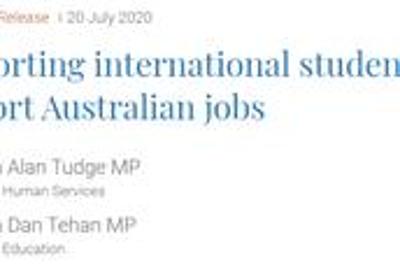 Release 20 July 2020
orting international studen
ort Australian jobs
Alan Tudge MP
Human Services
Dan Tehan MP
Education